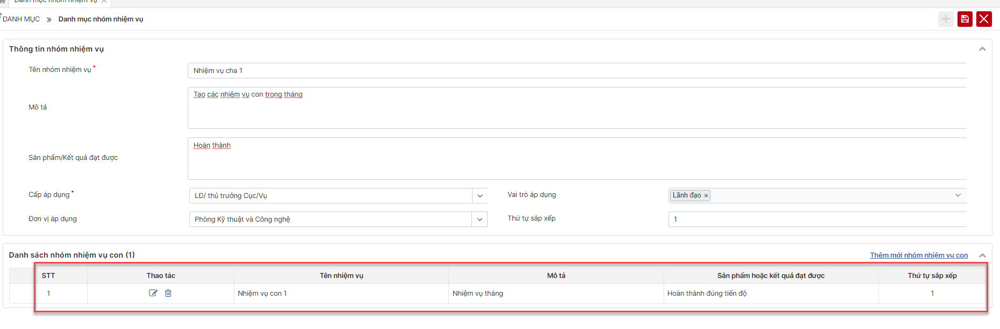 Danh mục nhóm nhiệm vụ
DANH MỤC » Danh mục nhóm nhiệm vụ
Thông tin nhóm nhiệm vụ
Tên nhóm nhiệm vụ * Nhiệm vụ cha 1
Mô tả Tạo các nhiệm vụ con trong tháng
Sản phẩm/Kết quả đạt được Hoàn thành
Cấp áp dụng * LĐ/ thủ trưởng Cục/Vụ Vai trò áp dụng Lãnh đạo ×
Đơn vị áp dụng Phòng Kỹ thuật và Công nghệ Thứ tự sắp xếp 1
Danh sách nhóm nhiệm vụ con (1) Thêm mới nhóm nhiệm vụ con
STT Thao tác Tên nhiệm vụ Mô tả Sản phẩm hoặc kết quả đạt được Thứ tự sắp xếp
1 Nhiệm vụ con 1 Nhiệm vụ tháng Hoàn thành đúng tiến độ 1